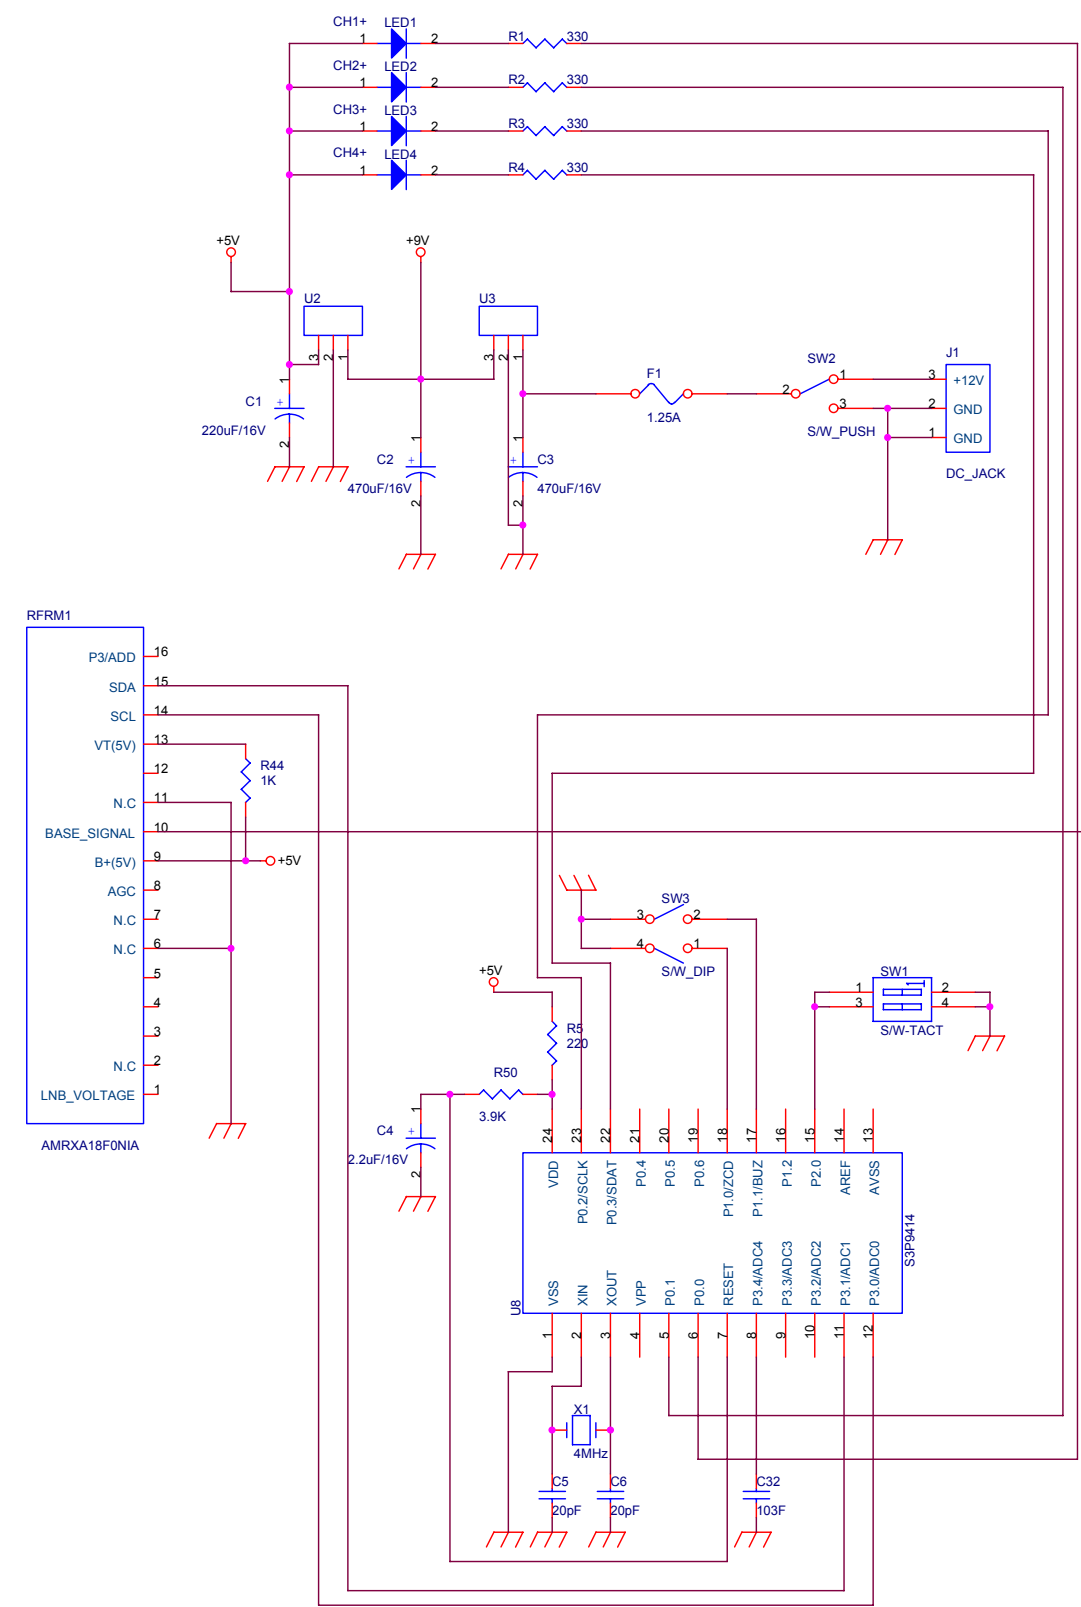 CH1+ LED1
1 2 R1 330
CH2+ LED2
1 2 R2 330
CH3+ LED3
1 2 R3 330
CH4+ LED4
1 2 R4 330
+5V +9V
U2 U3
3 2 1 3 2 1
SW2 J1
F1 1 3 +12V
2
1.25A 3 2 GND
S/W_PUSH 1 GND
DC_JACK
1
C1 +
220uF/16V
2
1 1
C2 + + C3
470uF/16V 470uF/16V
2 2
RFRM1
P3/ADD 16
SDA 15
SCL 14
VT(5V) 13
12
N.C 11
BASE_SIGNAL 10
B+(5V) 9
AGC 8
N.C 7
N.C 6
5
4
3
N.C 2
LNB_VOLTAGE 1
AMRXA18F0NIA
R44
1K
+5V
SW3
3 2
4 1
S/W_DIP
SW1
1 2
3 4
1
S/W-TACT
+5V
R5
220
R50
3.9K
1
C4 +
2.2uF/16V
2
24 23 22 21 20 19 18 17 16 15 14 13
VDD P0.2/SCLK P0.3/SDAT P0.4 P0.5 P0.6 P1.0/ZCD P1.1/BUZ P1.2 P2.0 AREF AVSS
S3P9414
VSS XIN XOUT VPP P0.1 P0.0 RESET P3.4/ADC4 P3.3/ADC3 P3.2/ADC2 P3.1/ADC1 P3.0/ADC0
U8
1 2 3 4 5 6 7 8 9 10 11 12
X1
4MHz
C5 C6 C32
20pF 20pF 103F